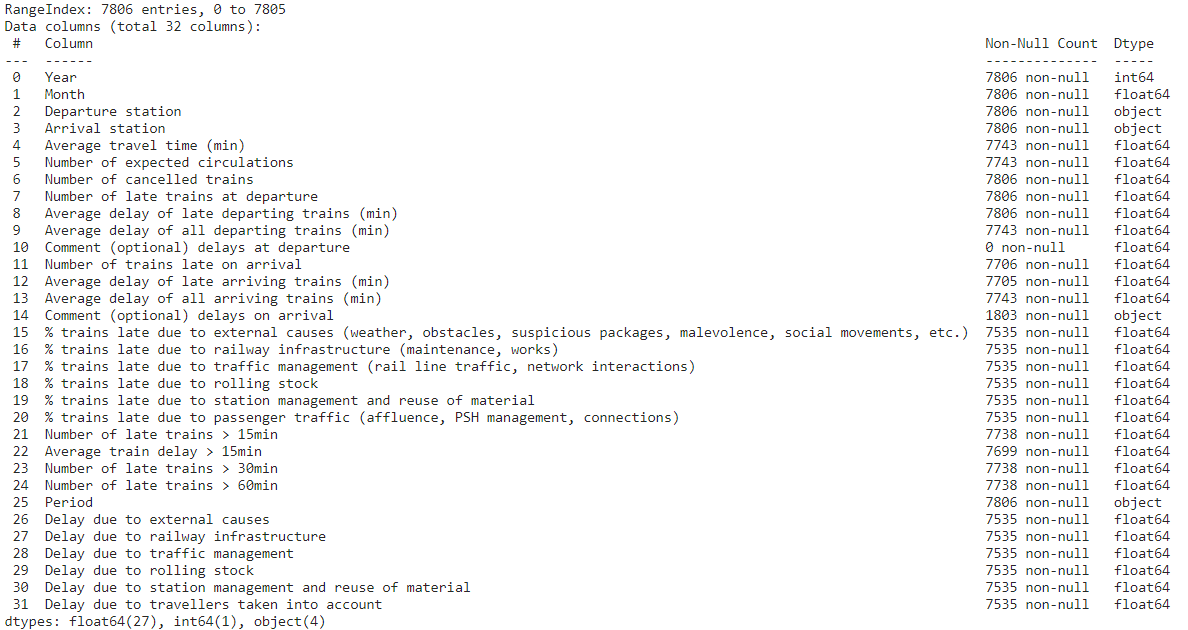 RangeIndex: 7806 entries, 0 to 7805
Data columns (total 32 columns):
 #   Column                                                                                                              Non-Null Count  Dtype
---  ------                                                                                                              --------------  -----
 0   Year                                                                                                                7806 non-null   int64
 1   Month                                                                                                               7806 non-null   float64
 2   Departure station                                                                                                   7806 non-null   object
 3   Arrival station                                                                                                     7806 non-null   object
 4   Average travel time (min)                                                                                           7743 non-null   float64
 5   Number of expected circulations                                                                                     7743 non-null   float64
 6   Number of cancelled trains                                                                                          7806 non-null   float64
 7   Number of late trains at departure                                                                                  7806 non-null   float64
 8   Average delay of late departing trains (min)                                                                        7806 non-null   float64
 9   Average delay of all departing trains (min)                                                                         7743 non-null   float64
 10  Comment (optional) delays at departure                                                                              0 non-null      float64
 11  Number of trains late on arrival                                                                                    7706 non-null   float64
 12  Average delay of late arriving trains (min)                                                                         7705 non-null   float64
 13  Average delay of all arriving trains (min)                                                                          7743 non-null   float64
 14  Comment (optional) delays on arrival                                                                                1803 non-null   object
 15  % trains late due to external causes (weather, obstacles, suspicious packages, malevolence, social movements, etc.)  7535 non-null   float64
 16  % trains late due to railway infrastructure (maintenance, works)                                                    7535 non-null   float64
 17  % trains late due to traffic management (rail line traffic, network interactions)                                   7535 non-null   float64
 18  % trains late due to rolling stock                                                                                  7535 non-null   float64
 19  % trains late due to station management and reuse of material                                                       7535 non-null   float64
 20  % trains late due to passenger traffic (affluence, PSH management, connections)                                     7535 non-null   float64
 21  Number of late trains > 15min                                                                                       7738 non-null   float64
 22  Average train delay > 15min                                                                                         7699 non-null   float64
 23  Number of late trains > 30min                                                                                       7738 non-null   float64
 24  Number of late trains > 60min                                                                                       7738 non-null   float64
 25  Period                                                                                                              7806 non-null   object
 26  Delay due to external causes                                                                                        7535 non-null   float64
 27  Delay due to railway infrastructure                                                                                 7535 non-null   float64
 28  Delay due to traffic management                                                                                     7535 non-null   float64
 29  Delay due to rolling stock                                                                                          7535 non-null   float64
 30  Delay due to station management and reuse of material                                                               7535 non-null   float64
 31  Delay due to travellers taken into account                                                                          7535 non-null   float64
dtypes: float64(27), int64(1), object(4)